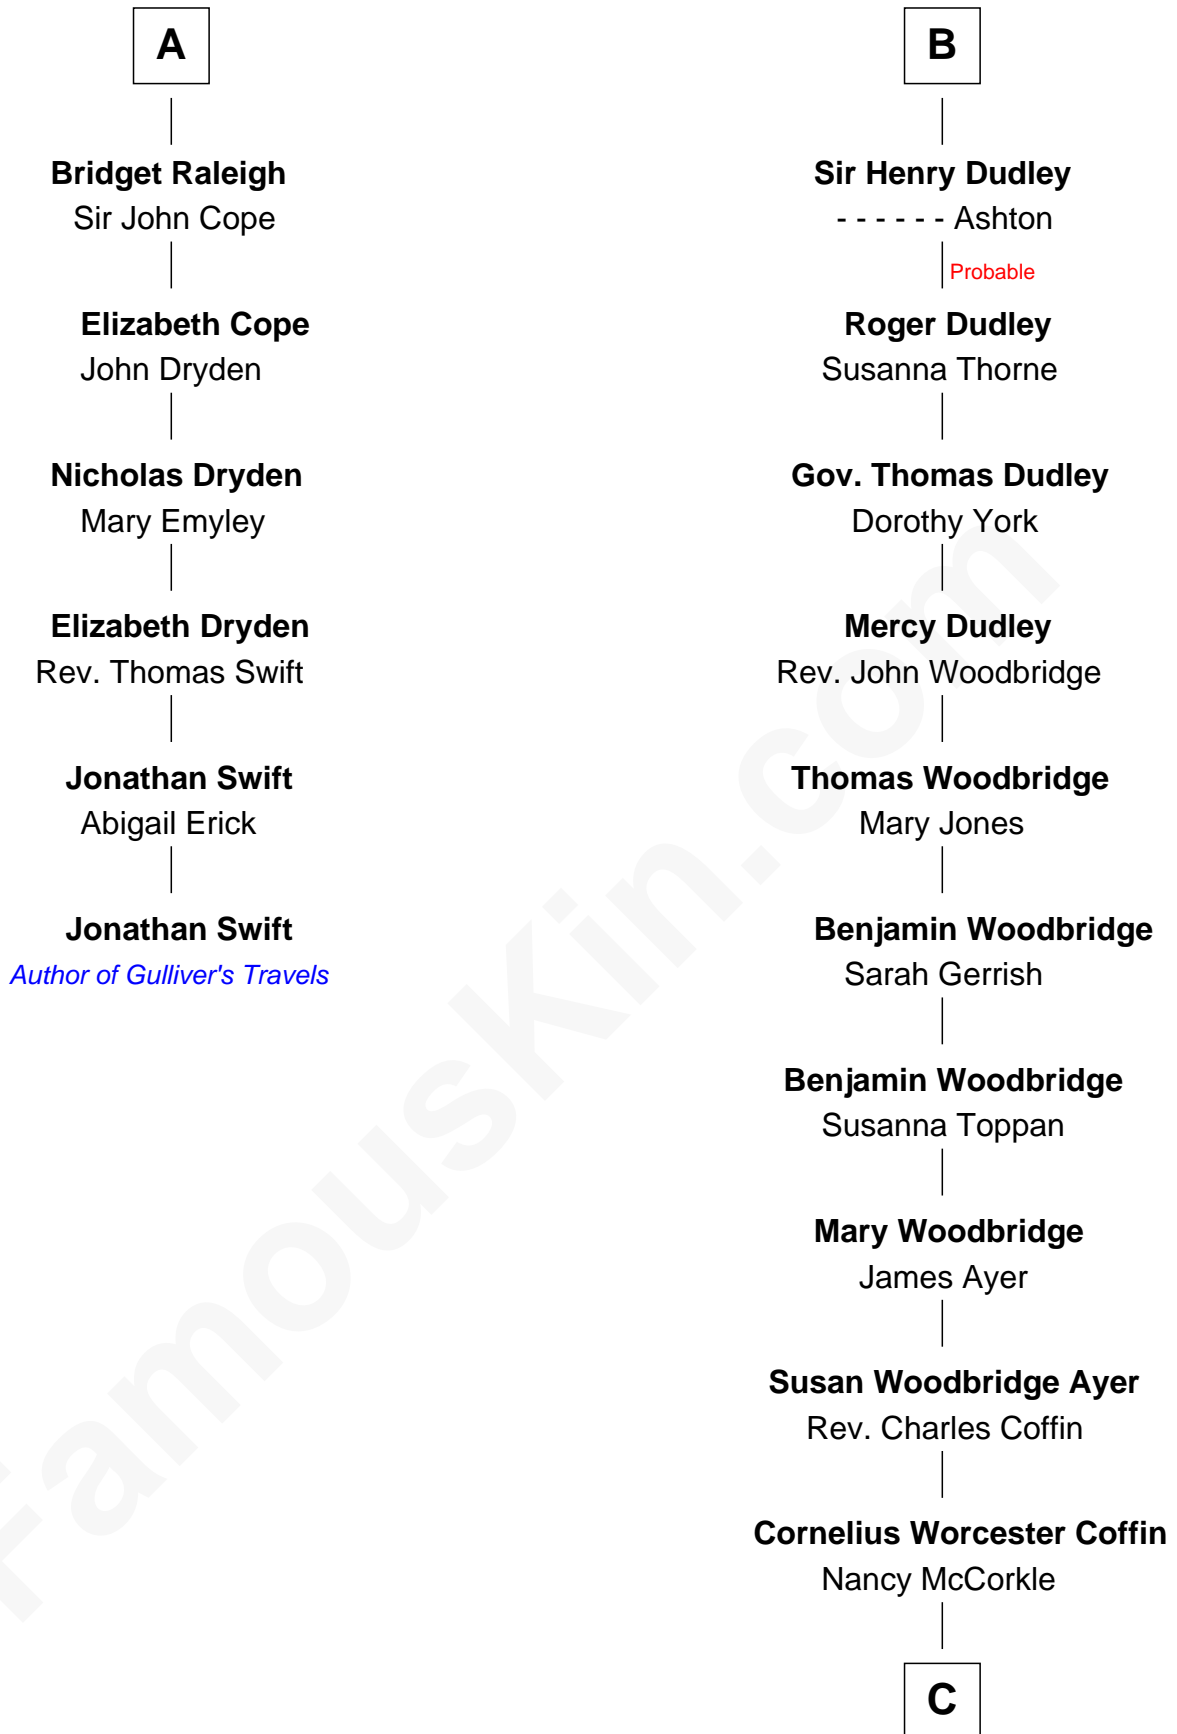 A
Bridget Raleigh
Sir John Cope
Elizabeth Cope
John Dryden
Nicholas Dryden
Mary Emyley
Elizabeth Dryden
Rev. Thomas Swift
Jonathan Swift
Abigail Erick
Jonathan Swift
Author of Gulliver's Travels
B
Sir Henry Dudley
- - - - - - Ashton
Probable
Roger Dudley
Susanna Thorne
Gov. Thomas Dudley
Dorothy York
Mercy Dudley
Rev. John Woodbridge
Thomas Woodbridge
Mary Jones
Benjamin Woodbridge
Sarah Gerrish
Benjamin Woodbridge
Susanna Toppan
Mary Woodbridge
James Ayer
Susan Woodbridge Ayer
Rev. Charles Coffin
Cornelius Worcester Coffin
Nancy McCorkle
C
FamousKin.com